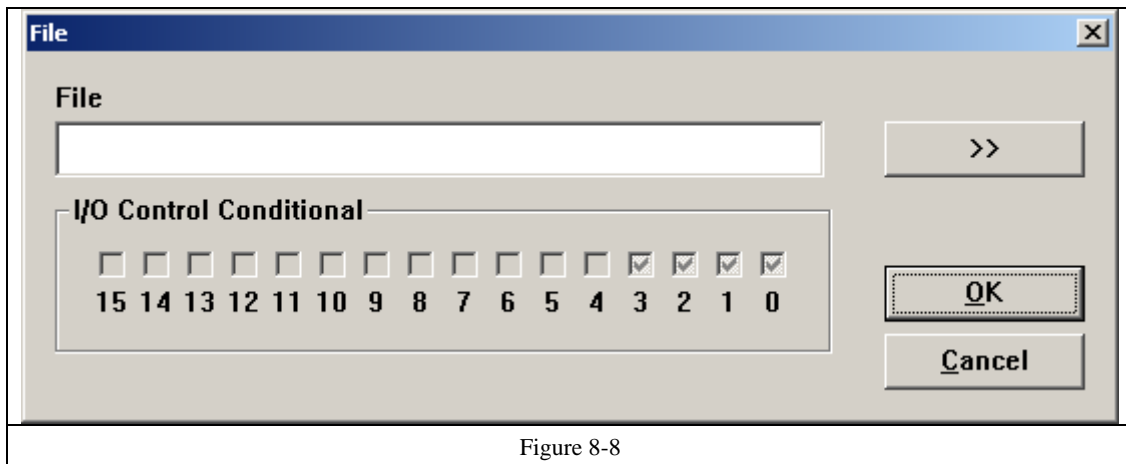 File
File
>>
I/O Control Conditional
15 14 13 12 11 10 9 8 7 6 5 4 3 2 1 0
OK
Cancel
Figure 8-8